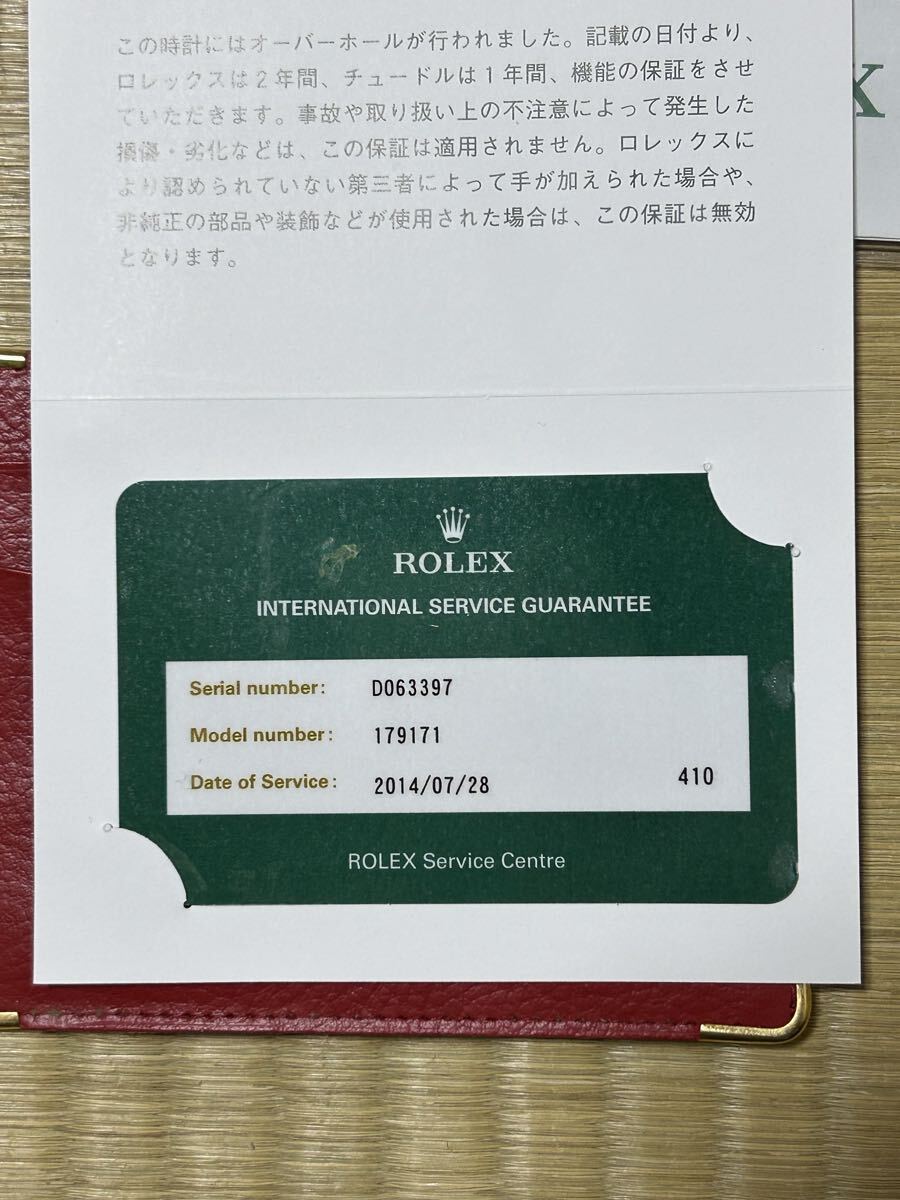 この時計にはオーバーホールが行われました。記載の日付より、
ロレックスは2年間、チュードルは1年間、機能の保証をさせ
ていただきます。事故や取り扱い上の不注意によって発生した
損傷・劣化などは、この保証は適用されません。ロレックスに
より認められていない第三者によって手が加えられた場合や、
非純正の部品や装飾などが使用された場合は、この保証は無効
となります。
X
ROLEX
INTERNATIONAL SERVICE GUARANTEE
Serial number: D063397
Model number: 179171
Date of Service: 2014/07/28 410
ROLEX Service Centre